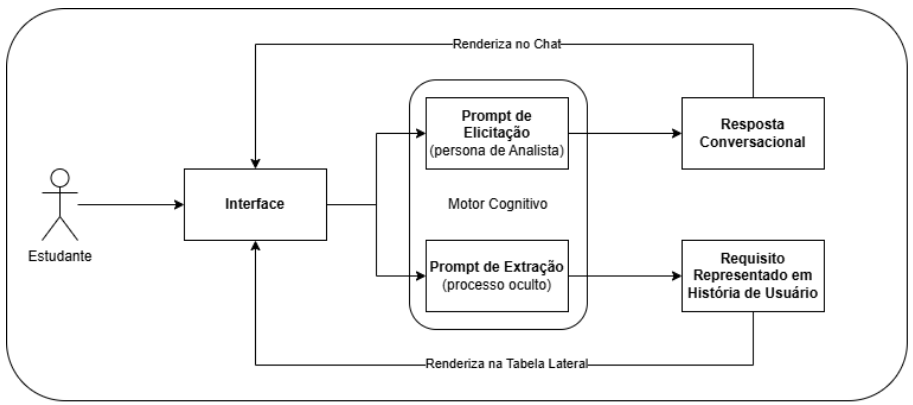 Renderiza no Chat
Prompt de
Elicitação
(persona de Analista)
Resposta
Conversacional
Interface
Motor Cognitivo
Estudante
Prompt de Extração
(processo oculto)
Requisito
Representado em
História de Usuário
Renderiza na Tabela Lateral